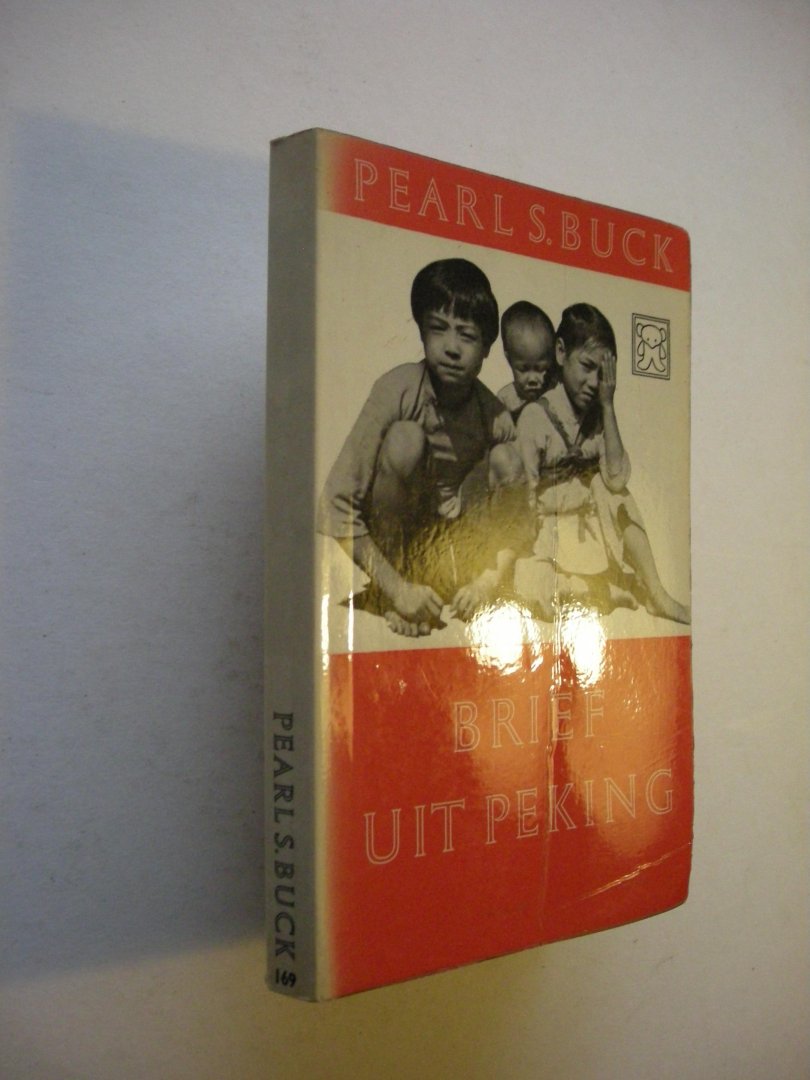 PEARL S. BUCK
BRIEF
UIT PEKING
PEARL S. BUCK
169